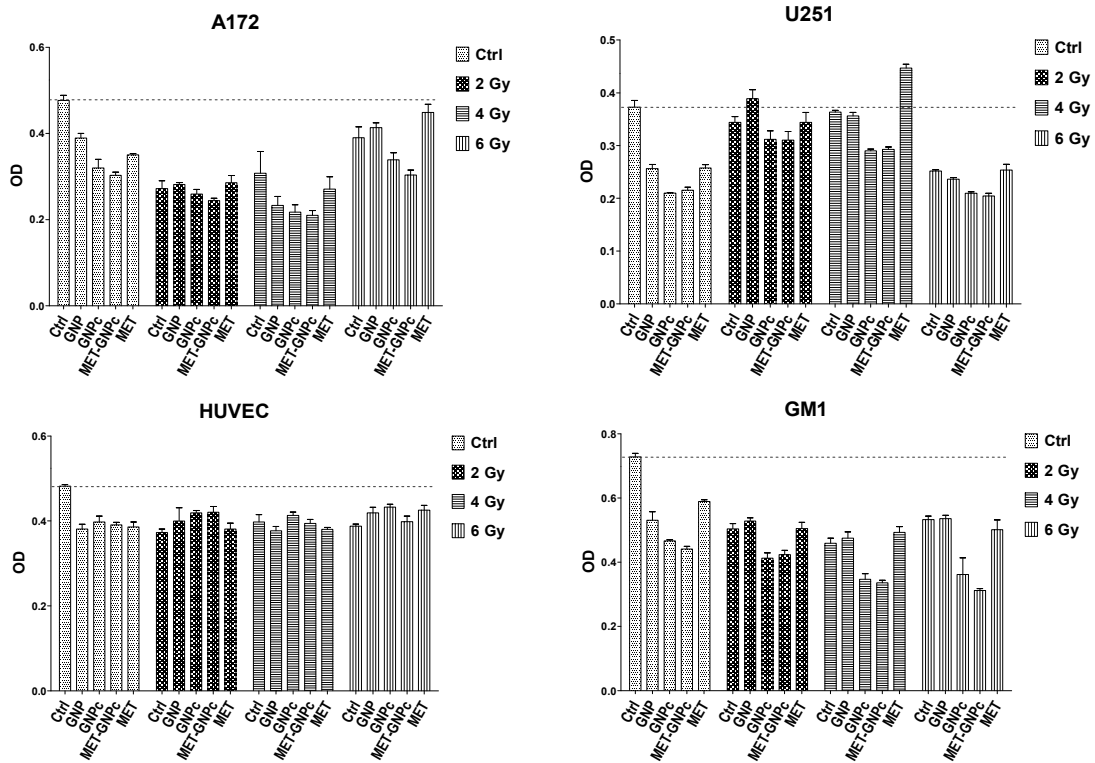 A172
0.6
0.4
0.2
0.0
OD
Ctrl
GNP
GNPc
MET-GNPc
MET
Ctrl
GNP
GNPc
MET-GNPc
MET
Ctrl
GNP
GNPc
MET-GNPc
MET
Ctrl
GNP
GNPc
MET-GNPc
MET
Ctrl
2 Gy
4 Gy
6 Gy
U251
0.5
0.4
0.3
0.2
0.1
0.0
OD
Ctrl
GNP
GNPc
MET-GNPc
MET
Ctrl
GNP
GNPc
MET-GNPc
MET
Ctrl
GNP
GNPc
MET-GNPc
MET
Ctrl
GNP
GNPc
MET-GNPc
MET
Ctrl
2 Gy
4 Gy
6 Gy
HUVEC
0.6
0.4
0.2
0.0
OD
Ctrl
GNP
GNPc
MET-GNPc
MET
Ctrl
GNP
GNPc
MET-GNPc
MET
Ctrl
GNP
GNPc
MET-GNPc
MET
Ctrl
GNP
GNPc
MET-GNPc
MET
Ctrl
2 Gy
4 Gy
6 Gy
GM1
0.8
0.6
0.4
0.2
0.0
OD
Ctrl
GNP
GNPc
MET-GNPc
MET
Ctrl
GNP
GNPc
MET-GNPc
MET
Ctrl
GNP
GNPc
MET-GNPc
MET
Ctrl
GNP
GNPc
MET-GNPc
MET
Ctrl
2 Gy
4 Gy
6 Gy